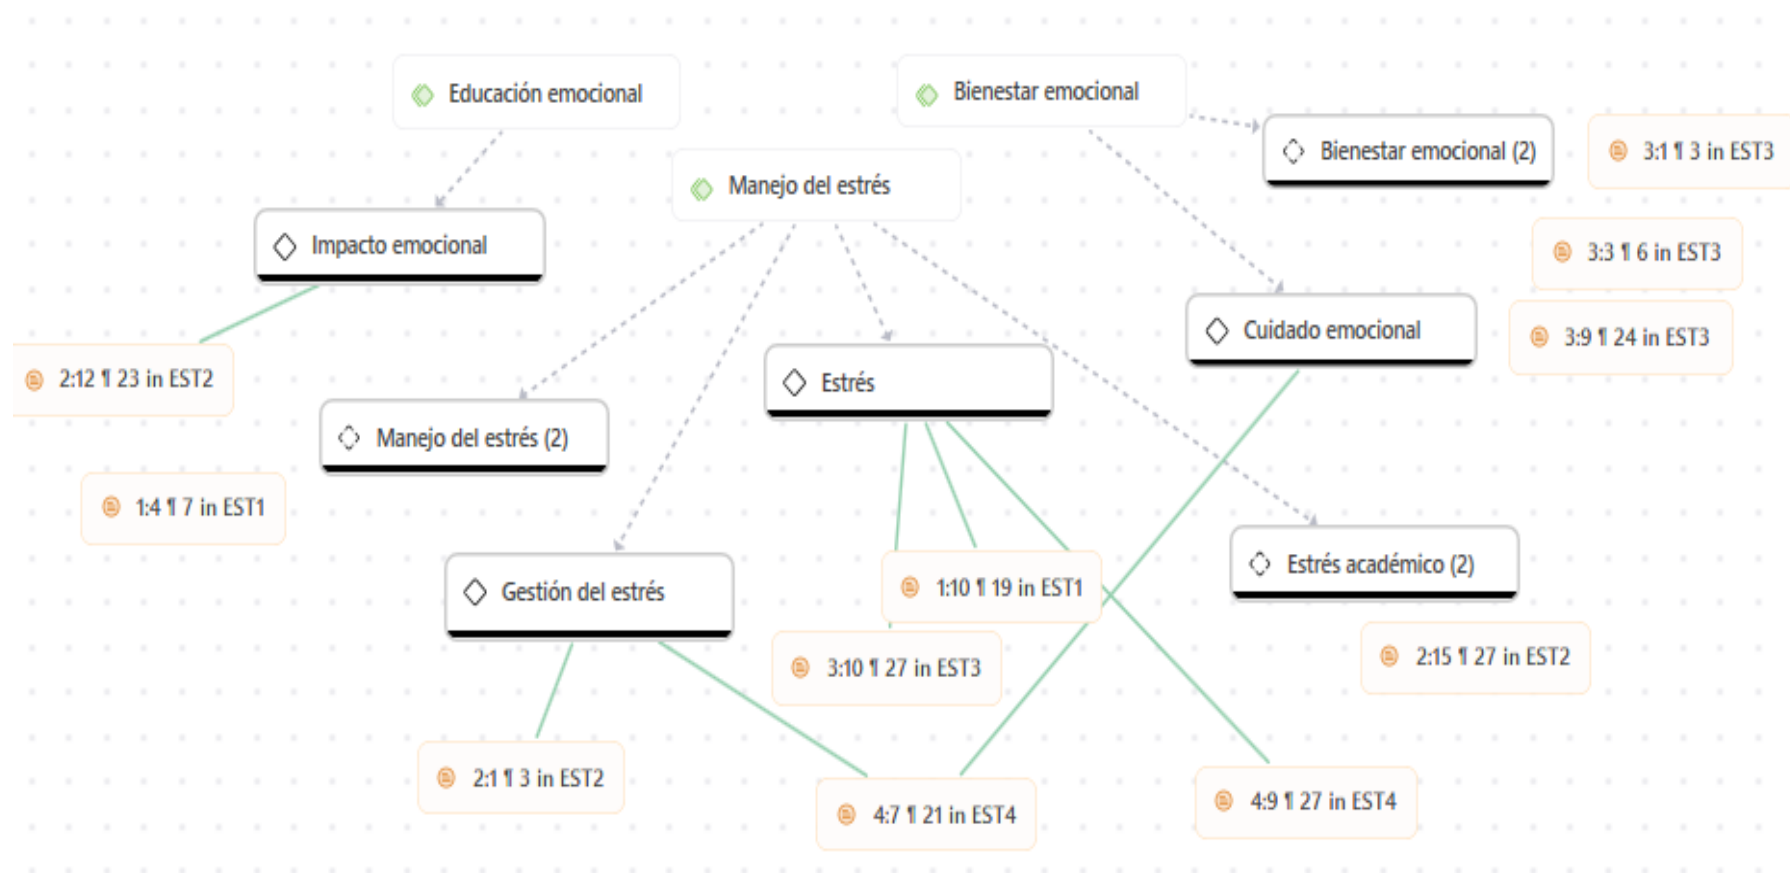 Educación emocional
Bienestar emocional
Bienestar emocional (2)
3:1 ¶ 3 in EST3
Manejo del estrés
Impacto emocional
3:3 ¶ 6 in EST3
Cuidado emocional
3:9 ¶ 24 in EST3
2:12 ¶ 23 in EST2
Estrés
Manejo del estrés (2)
1:4 ¶ 7 in EST1
Estrés académico (2)
Gestión del estrés
1:10 ¶ 19 in EST1
2:15 ¶ 27 in EST2
3:10 ¶ 27 in EST3
2:1 ¶ 3 in EST2
4:7 ¶ 21 in EST4
4:9 ¶ 27 in EST4